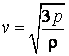 v = √(3p/ρ)